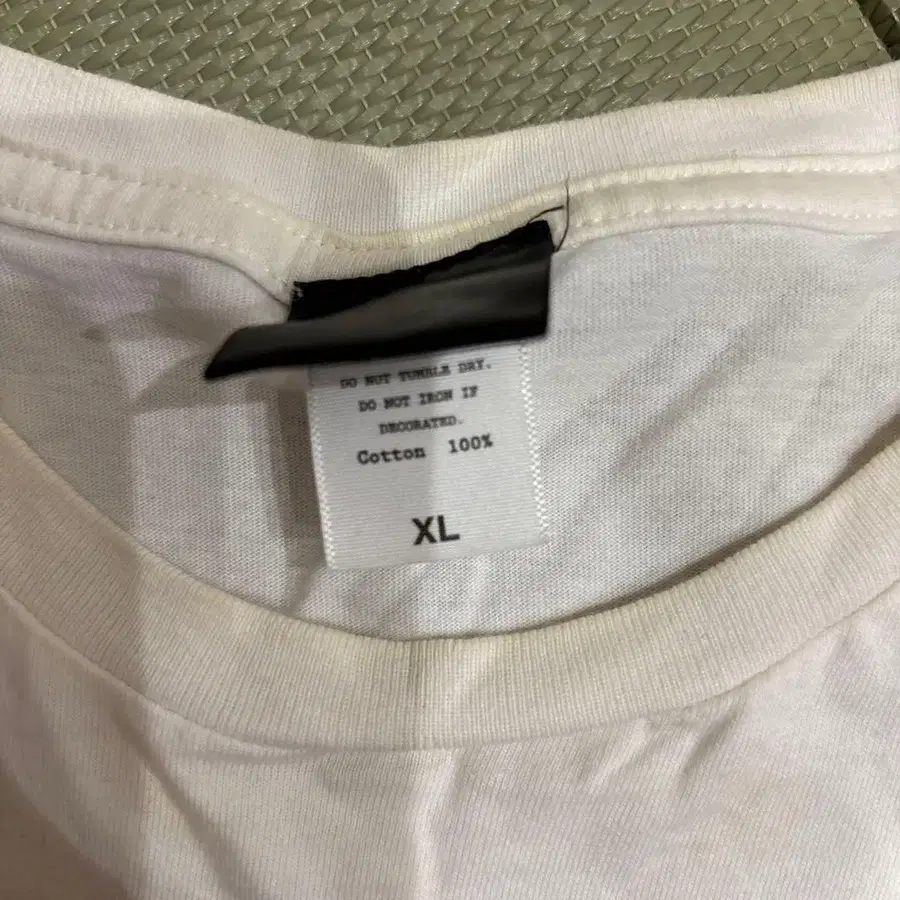 DO NOT TUMBLE DRY.
DO NOT IRON IF
DECORATED.
Cotton 100%
XL